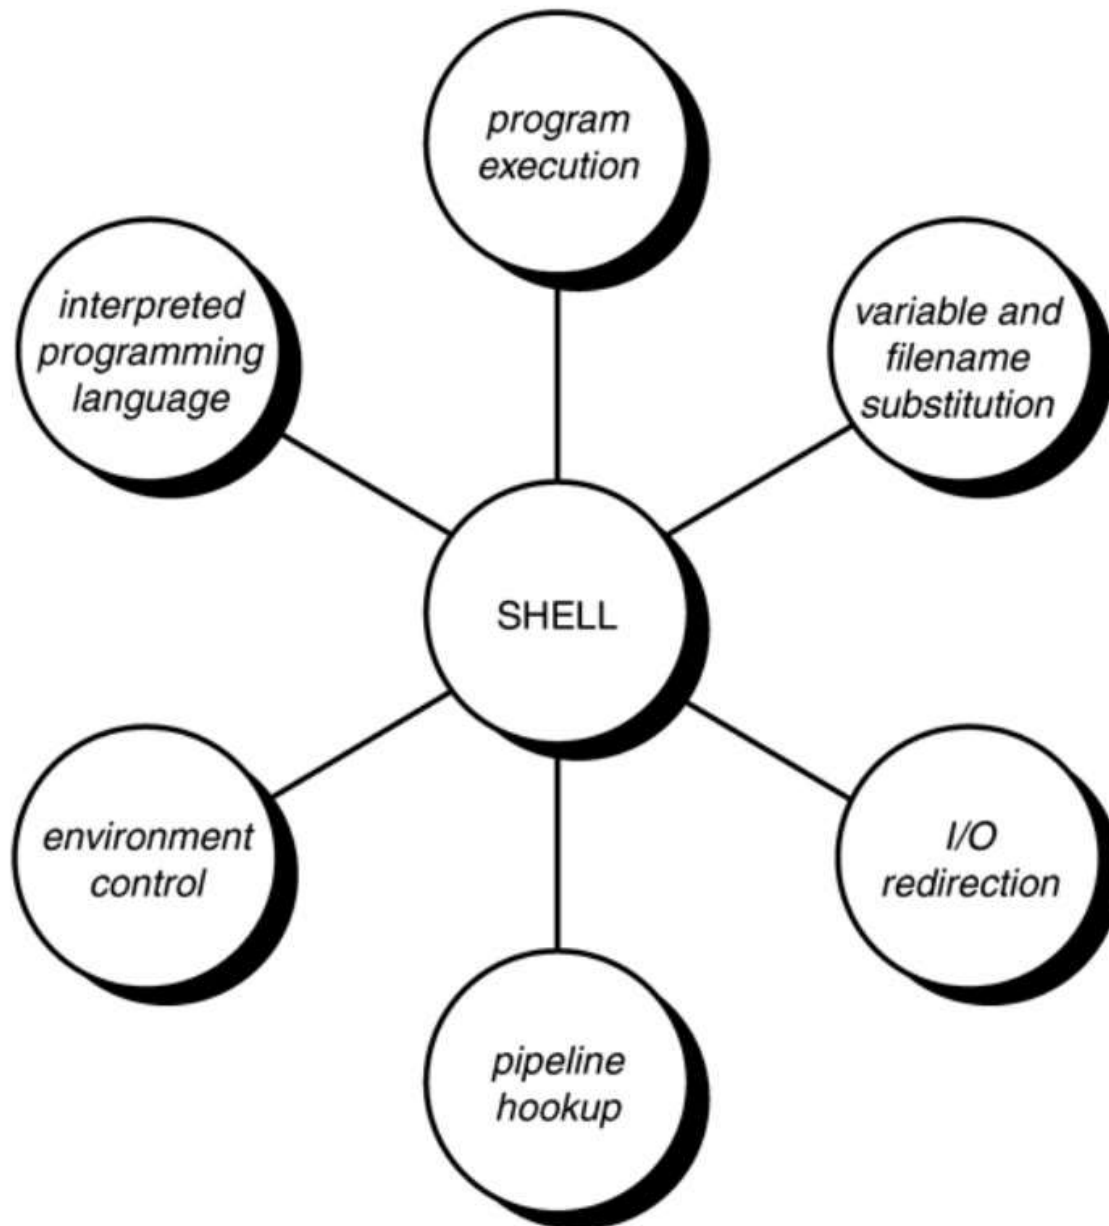 program
execution
interpreted
programming
language
variable and
filename
substitution
SHELL
environment
control
I/O
redirection
pipeline
hookup